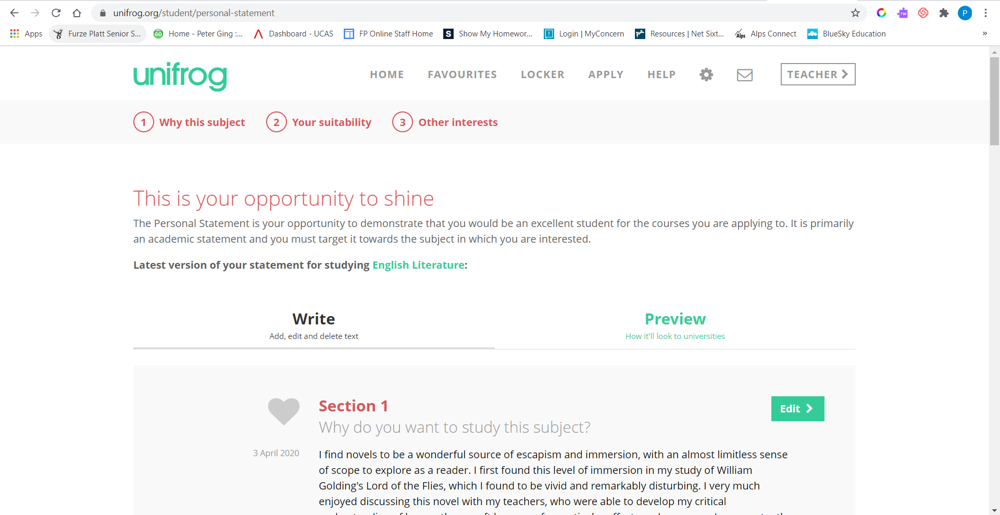 unifrog.org/student/personal-statement
P
Apps
Furze Platt Senior S...
GO
Home - Peter Ging :...
Dashboard - UCAS
FP Online Staff Home
S
Show My Homewor...
Login | MyConcern
Resources | Net Sixt...
Alps
Alps Connect
BlueSky Education
»
unifrog
HOME
FAVOURITES
LOCKER
APPLY
HELP
TEACHER
1 Why this subject
2 Your suitability
3 Other interests
This is your opportunity to shine
The Personal Statement is your opportunity to demonstrate that you would be an excellent student for the courses you are applying to. It is primarily
an academic statement and you must target it towards the subject in which you are interested.
Latest version of your statement for studying English Literature:
Write
Add, edit and delete text
Preview
How it'll look to universities
Section 1
Edit
Why do you want to study this subject?
3 April 2020
I find novels to be a wonderful source of escapism and immersion, with an almost limitless sense
of scope to explore as a reader. I first found this level of immersion in my study of William
Golding's Lord of the Flies, which I found to be vivid and remarkably disturbing. I very much
enjoyed discussing this novel with my teachers, who were able to develop my critical